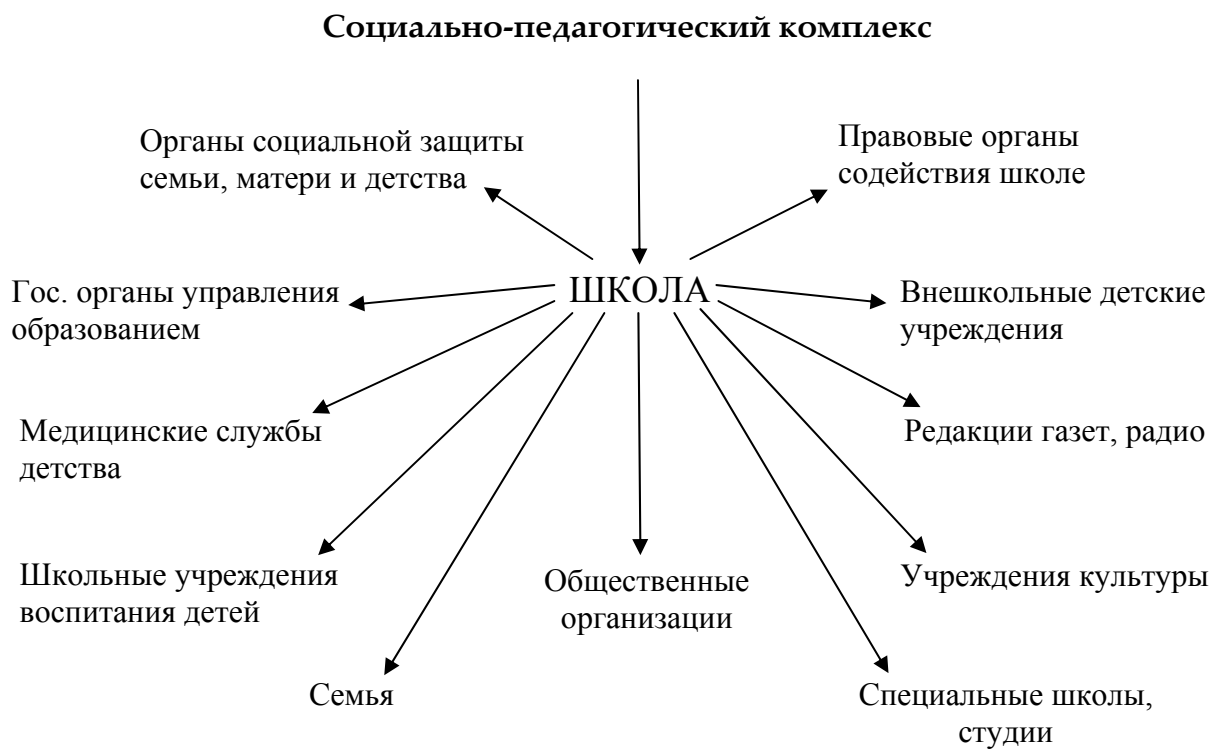 Социально-педагогический комплекс
Органы социальной защиты
семьи, матери и детства
Правовые органы
содействия школе
ШКОЛА
Гос. органы управления
образованием
Внешкольные детские
учреждения
Медицинские службы
детства
Редакции газет, радио
Школьные учреждения
воспитания детей
Общественные
организации
Учреждения культуры
Семья
Специальные школы,
студии